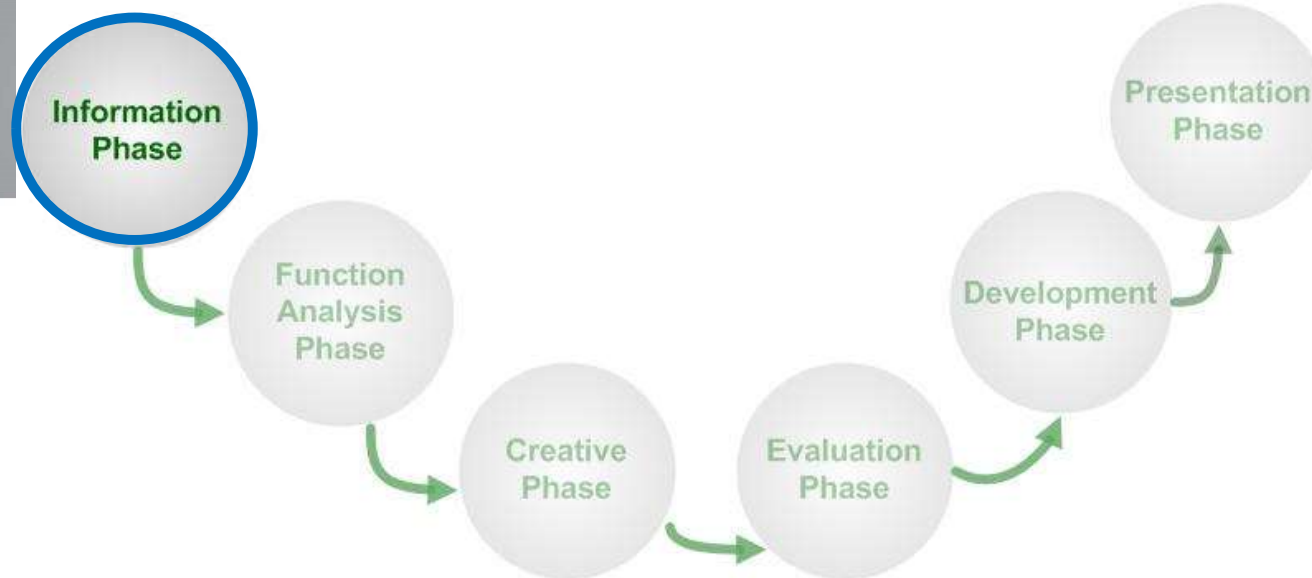 Information
Phase
Function
Analysis
Phase
Creative
Phase
Evaluation
Phase
Development
Phase
Presentation
Phase